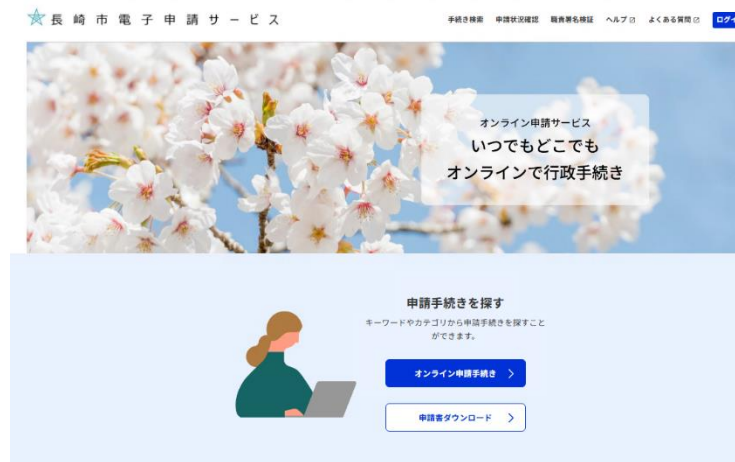 長崎市電子申請サービス
手続き検索 申請状況確認 職責署名検証 ヘルプ よくある質問 ログイ
オンライン申請サービス
いつでもどこでも
オンラインで行政手続き
申請手続きを探す
キーワードやカテゴリから申請手続きを探すこと
ができます。
オンライン申請手続き
申請書ダウンロード